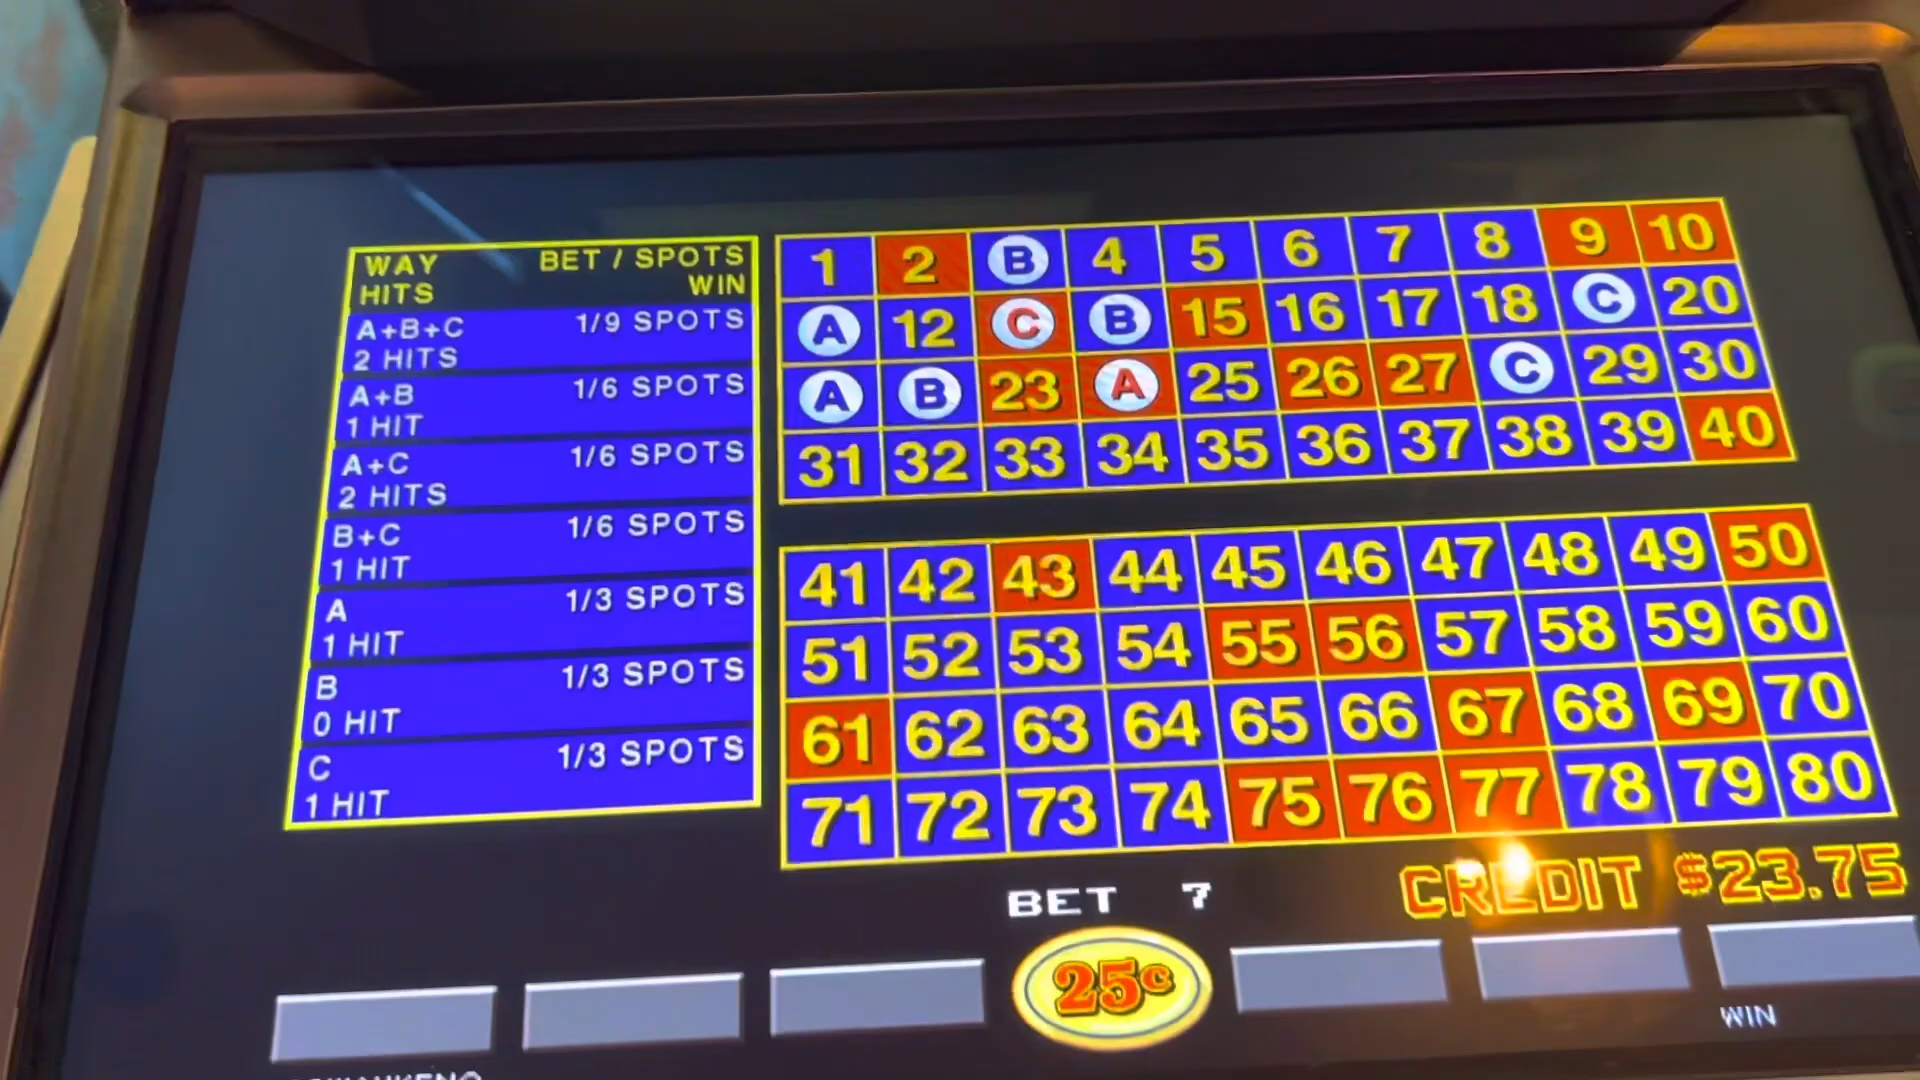 WAY BET / SPOTS
HITS WIN
A+B+C 1/9 SPOTS
2 HITS
A+B 1/6 SPOTS
1 HIT
A+C 1/6 SPOTS
2 HITS
B+C 1/6 SPOTS
1 HIT
A 1/3 SPOTS
1 HIT
B 1/3 SPOTS
0 HIT
C 1/3 SPOTS
1 HIT
1 2 B 4 5 6 7 8 9 10
A 12 C B 15 16 17 18 C 20
A B 23 A 25 26 27 C 29 30
31 32 33 34 35 36 37 38 39 40
41 42 43 44 45 46 47 48 49 50
51 52 53 54 55 56 57 58 59 60
61 62 63 64 65 66 67 68 69 70
71 72 73 74 75 76 77 78 79 80
BET 7 CREDIT $23.75
25¢
WIN